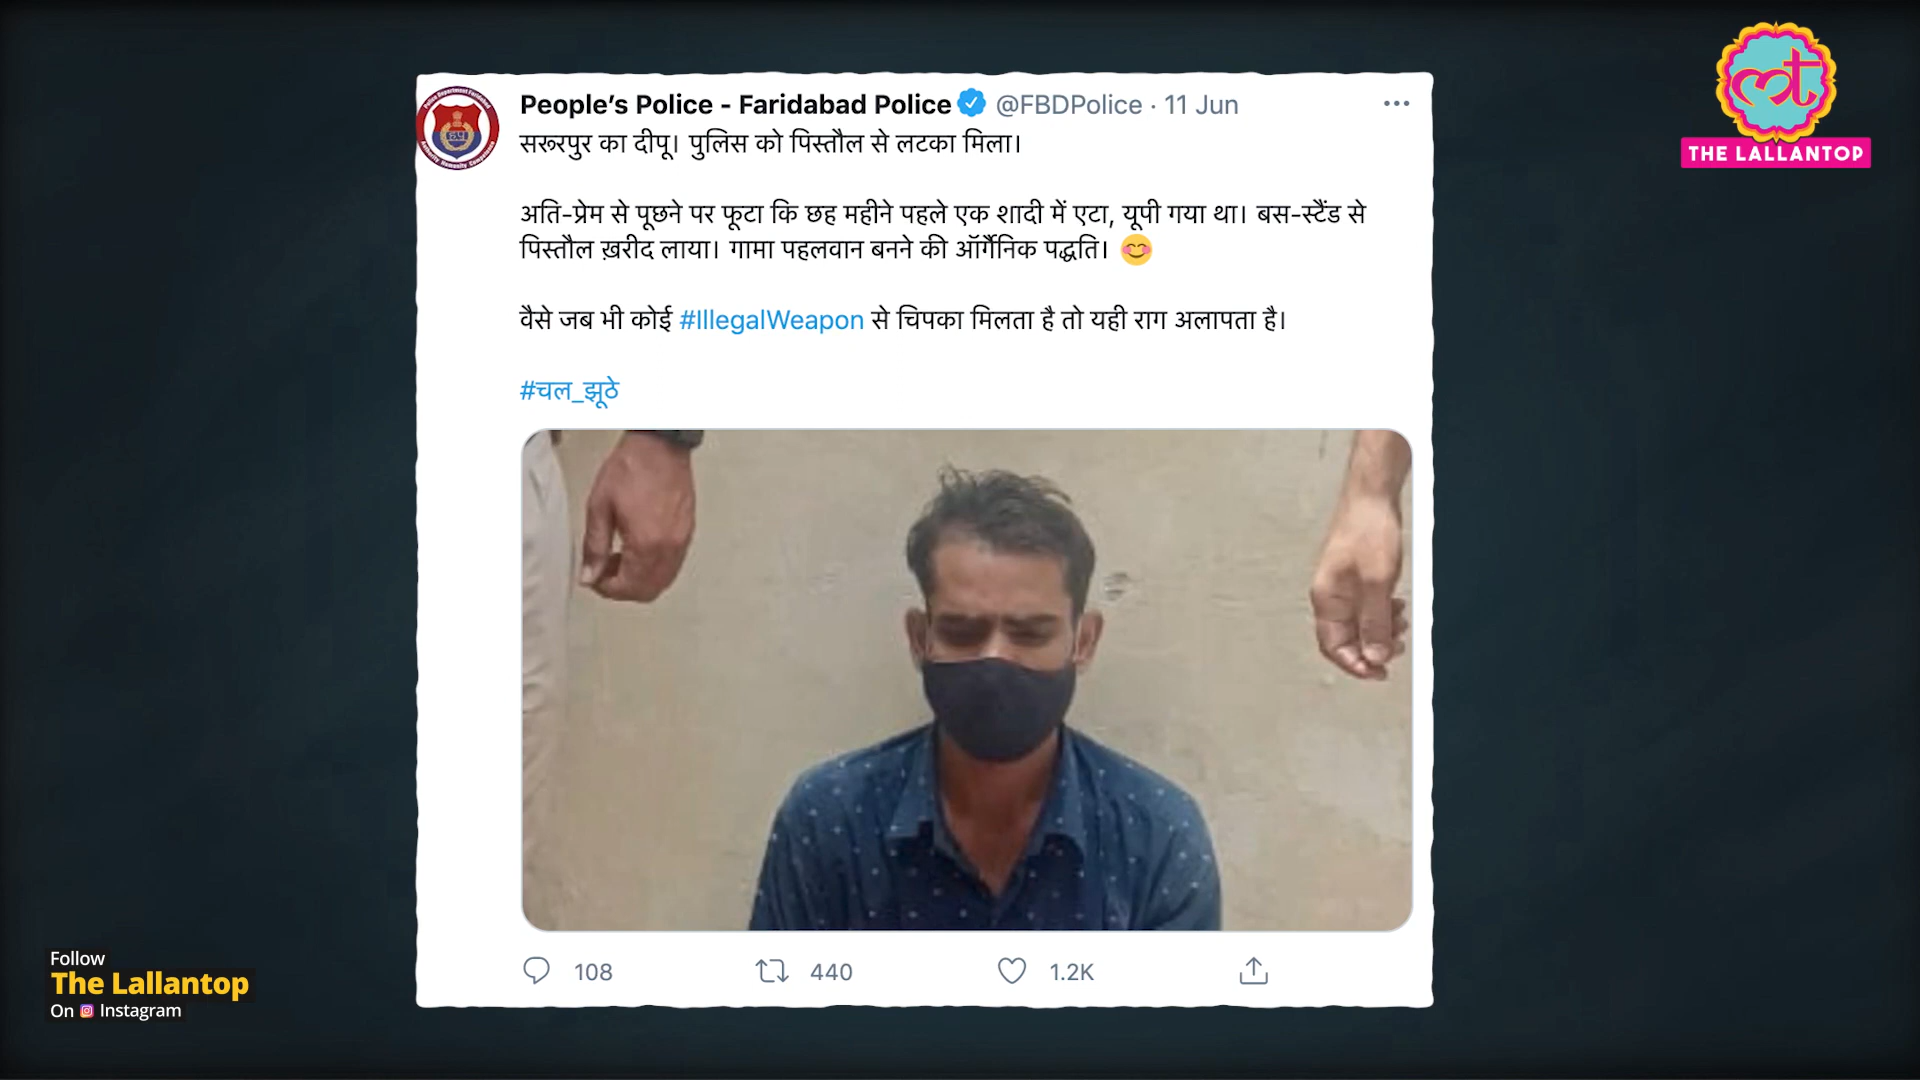 People's Police - Faridabad Police @FBDPolice · 11 Jun
सरूरपुर का दीपू। पुलिस को पिस्तौल से लटका मिला।
अति-प्रेम से पूछने पर फूटा कि छह महीने पहले एक शादी में एटा, यूपी गया था। बस-स्टैंड से
पिस्तौल ख़रीद लाया। गामा पहलवान बनने की ऑर्गैनिक पद्धति। 😊
वैसे जब भी कोई #IllegalWeapon से चिपका मिलता है तो यही राग अलापता है।
#चल_झूठे
108 440 1.2K
THE LALLANTOP
Follow
The Lallantop
On Instagram